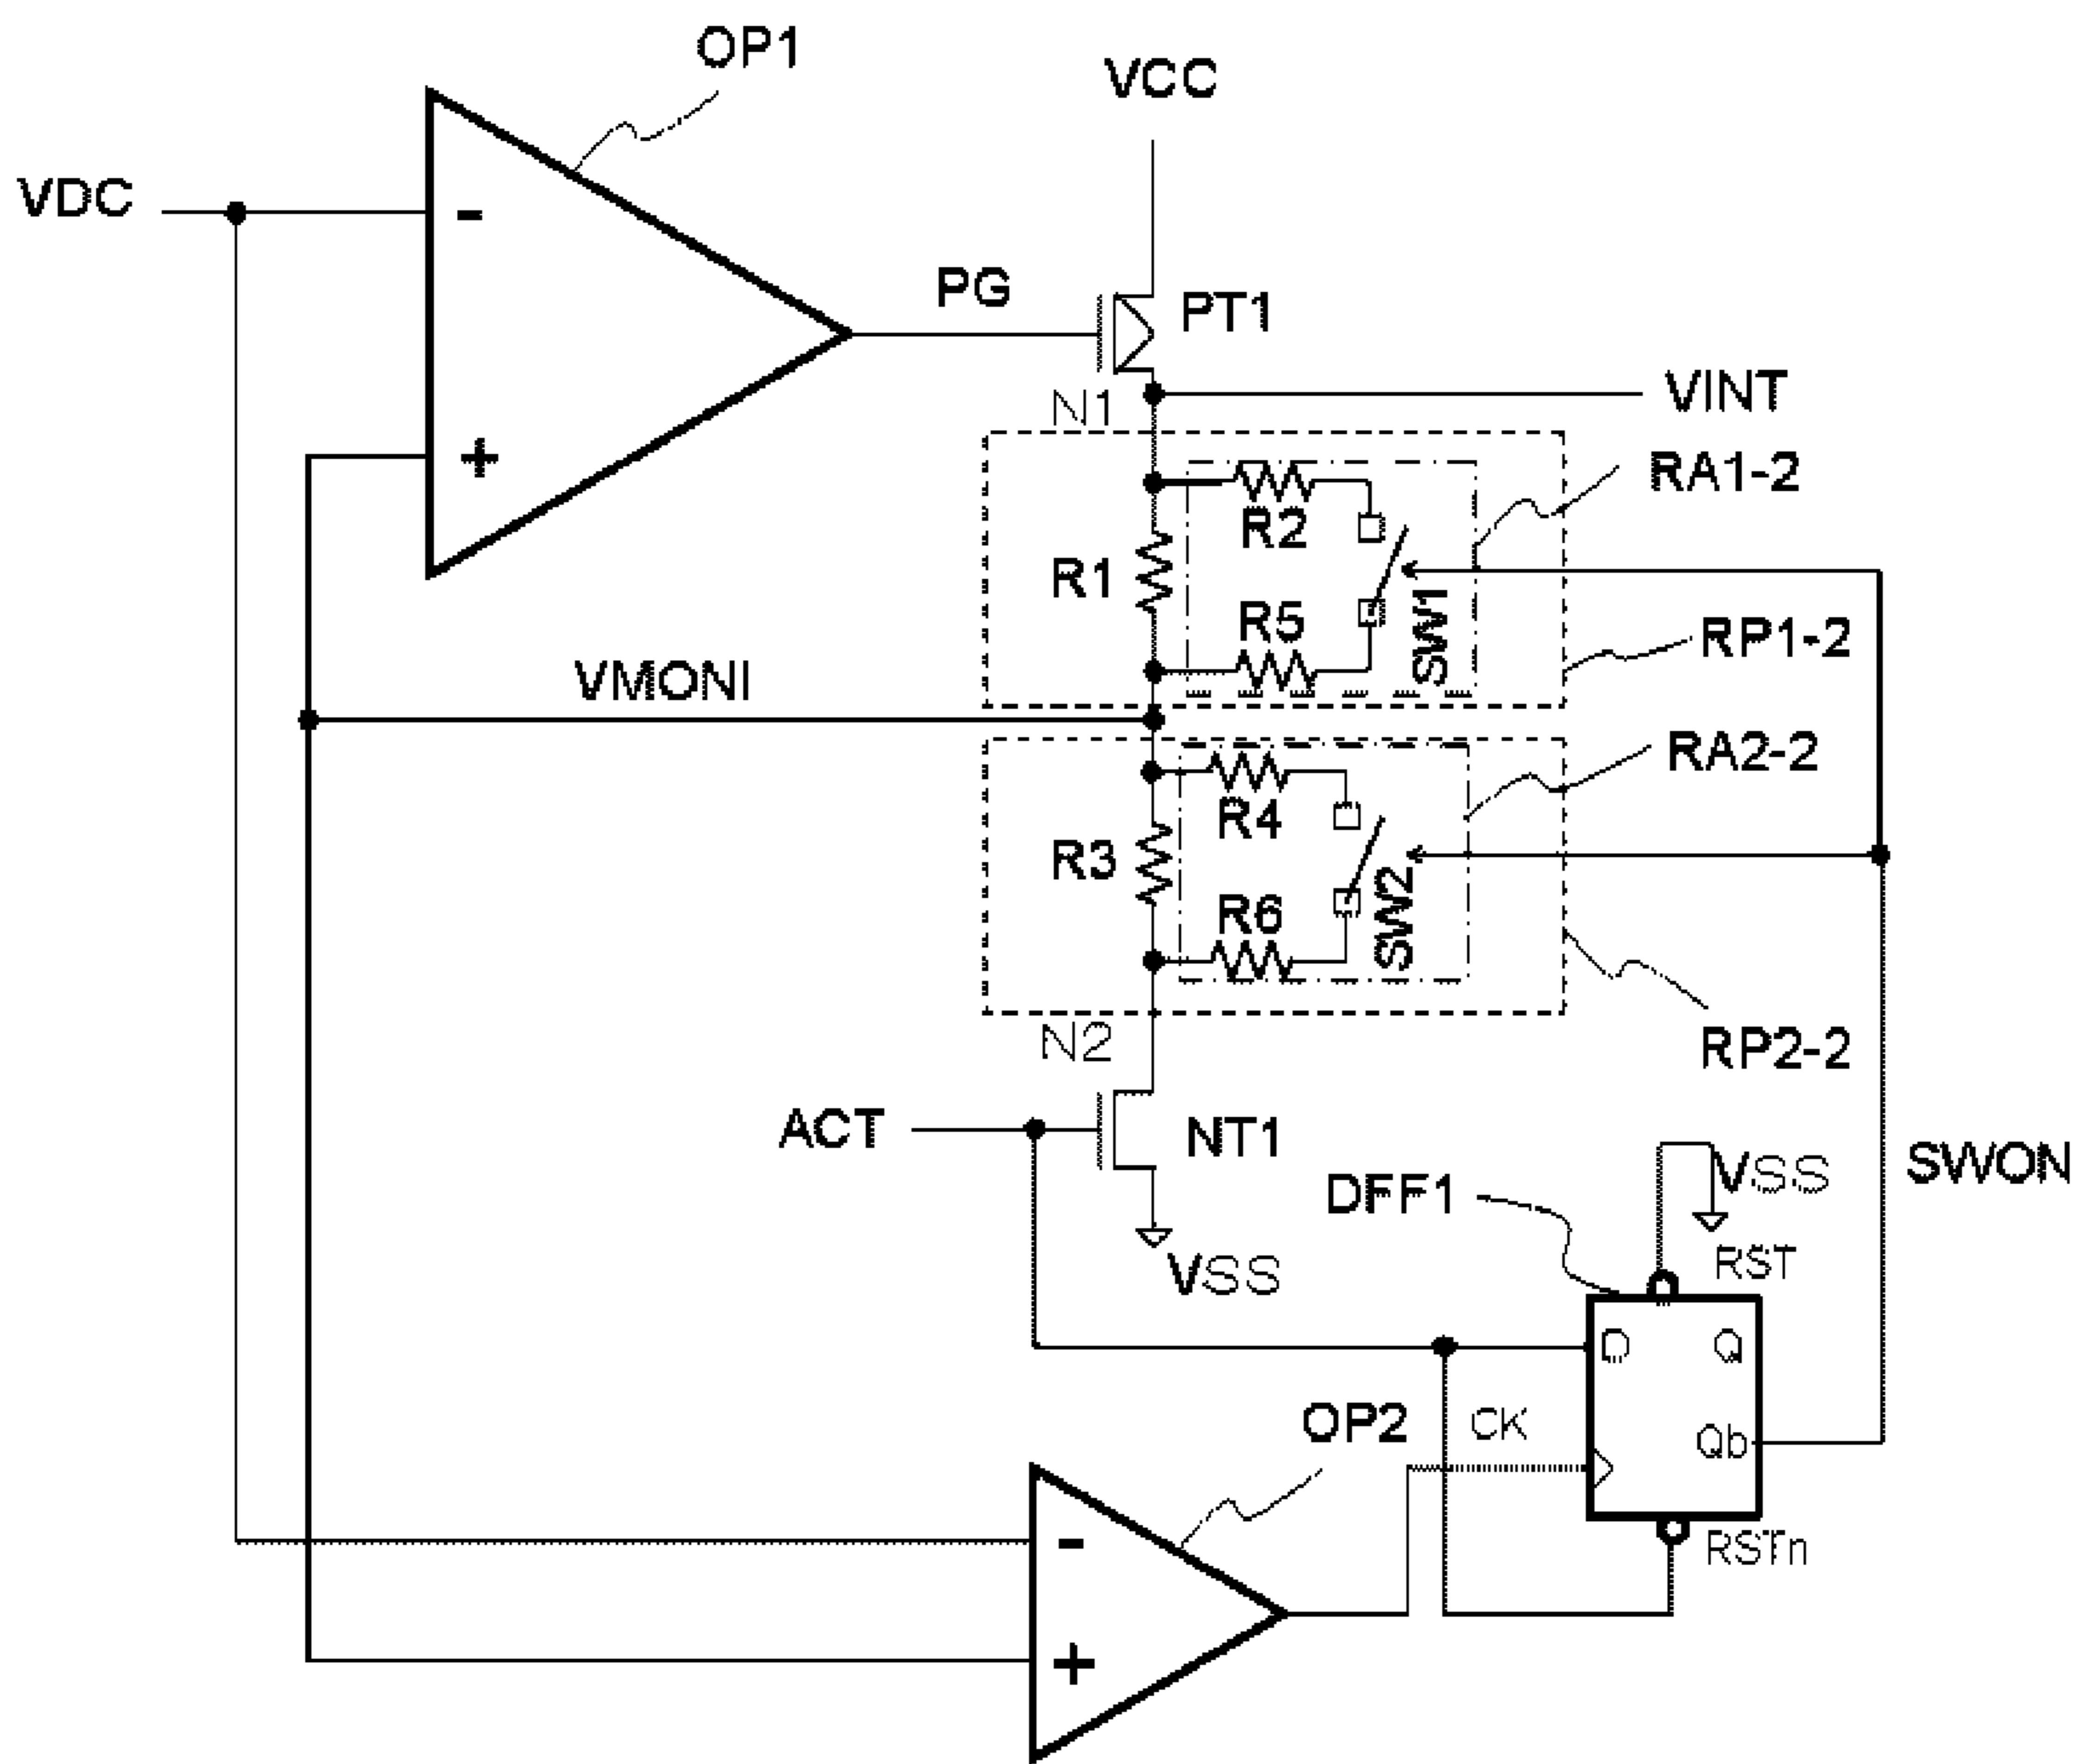 OP1
VCC
VDC
-
PG
PT1
N1
VINT
+
RA1-2
R2
R1
SW1
R5
RP1-2
VMONI
RA2-2
R4
R3
SW2
R6
N2
RP2-2
ACT
NT1
VSS
SWON
DFF1
VSS
RST
D
Q
OP2
CK
Qb
-
RSTn
+